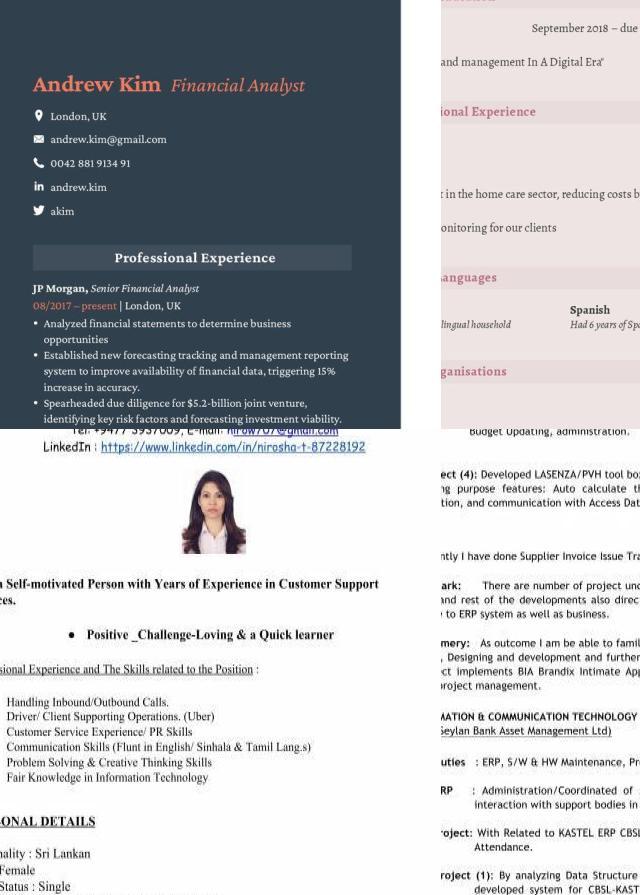 Andrew Kim Financial Analyst
London, UK
andrew.kim@gmail.com
0042 881 9134 91
andrew.kim
akim
Professional Experience
JP Morgan, Senior Financial Analyst
08/2017 – present | London, UK
• Analyzed financial statements to determine business
opportunities
• Established new forecasting tracking and management reporting
system to improve availability of financial data, triggering 15%
increase in accuracy.
• Spearheaded due diligence for $5.2-billion joint venture,
identifying key risk factors and forecasting investment viability.
September 2018 – due
and management In A Digital Era"
ional Experience
t in the home care sector, reducing costs b
onitoring for our clients
anguages
Spanish
lingual household
Had 6 years of Spa
ganisations
Tel: +9477 3937009, E-mail: nirow707@gmail.com
LinkedIn : https://www.linkedin.com/in/nirosha-t-87228192
a Self-motivated Person with Years of Experience in Customer Support
ces.
• Positive _Challenge-Loving & a Quick learner
sional Experience and The Skills related to the Position :
Handling Inbound/Outbound Calls.
Driver/ Client Supporting Operations. (Uber)
Customer Service Experience/ PR Skills
Communication Skills (Flunt in English/ Sinhala & Tamil Lang.s)
Problem Solving & Creative Thinking Skills
Fair Knowledge in Information Technology
ONAL DETAILS
nality : Sri Lankan
Female
Status : Single
Budget Updating, administration.
ect (4): Developed LASENZA/PVH tool bo
ng purpose features: Auto calculate th
tion, and communication with Access Dat
ntly I have done Supplier Invoice Issue Tra
ark: There are number of project und
and rest of the developments also direc
to ERP system as well as business.
mery: As outcome I am be able to famil
, Designing and development and further
ct implements BIA Brandix Intimate App
project management.
MATION & COMMUNICATION TECHNOLOGY
Seylan Bank Asset Management Ltd)
uties : ERP, S/W & HW Maintenance, Pr
RP : Administration/Coordinated of
interaction with support bodies in
oject: With Related to KASTEL ERP CBSL
Attendance.
roject (1): By analyzing Data Structure
developed system for CBSL-KAST